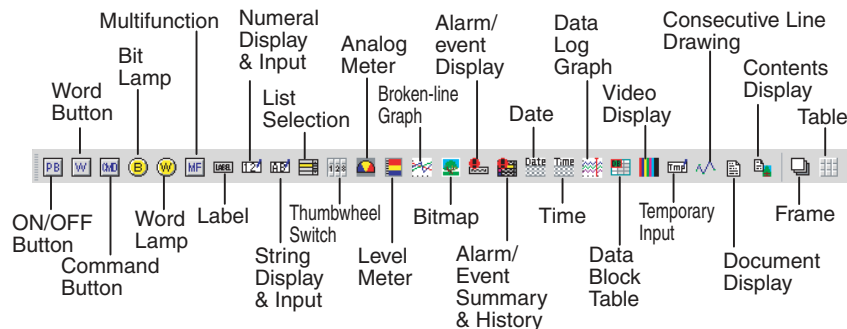 Multifunction
Bit
Lamp
Word
Button
Numeral
Display
& Input
List
Selection
Analog
Meter
Broken-line
Graph
Alarm/
event
Display
Date
Data
Log
Graph
Video
Display
Consecutive Line
Drawing
Contents
Display
Table
PB W CMD B W MF LABEL 123 AB Date Time Tmp
ON/OFF
Button
Command
Button
Word
Lamp
Label
String
Display
& Input
Thumbwheel
Switch
Level
Meter
Bitmap
Alarm/
Event
Summary
& History
Time
Data
Block
Table
Temporary
Input
Document
Display
Frame